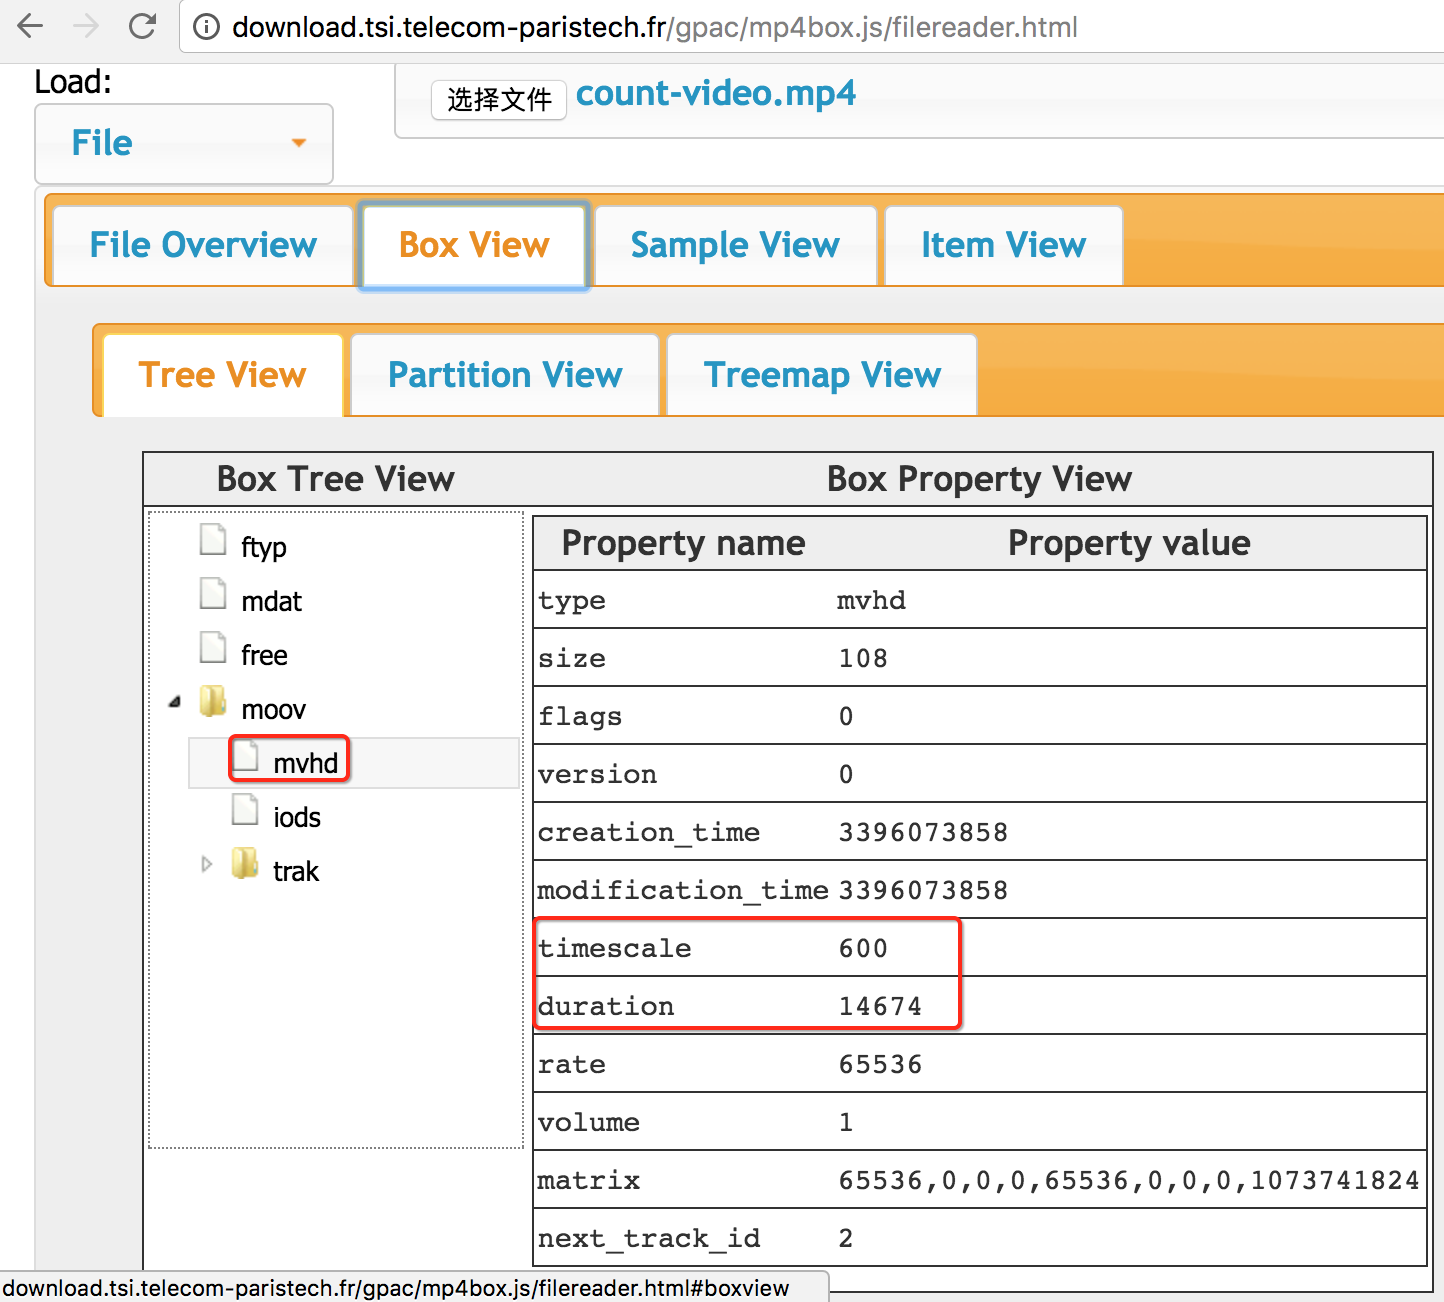 download.tsi.telecom-paristech.fr/gpac/mp4box.js/filereader.html
Load:
File
选择文件 count-video.mp4
File Overview Box View Sample View Item View
Tree View Partition View Treemap View
Box Tree View Box Property View
ftyp
mdat
free
moov
mvhd
iods
trak
Property name Property value
type mvhd
size 108
flags 0
version 0
creation_time 3396073858
modification_time 3396073858
timescale 600
duration 14674
rate 65536
volume 1
matrix 65536,0,0,0,65536,0,0,0,1073741824
next_track_id 2
download.tsi.telecom-paristech.fr/gpac/mp4box.js/filereader.html#boxview